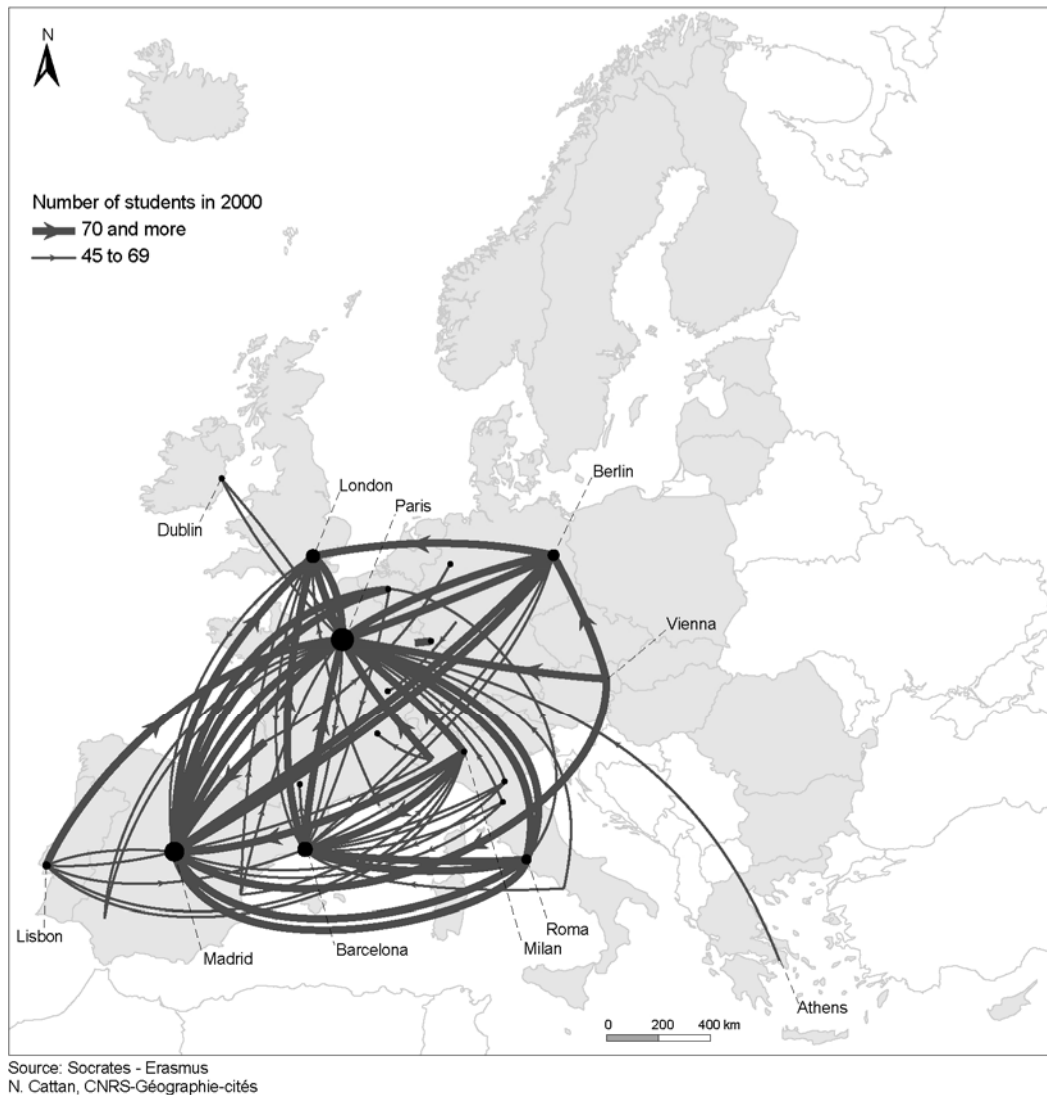 N
Number of students in 2000
70 and more
45 to 69
Berlin
London
Paris
Dublin
Vienna
Lisbon
Madrid
Barcelona
Roma
Milan
Athens
0 200 400 km
Source: Socrates - Erasmus
N. Cattan, CNRS-Géographie-cités